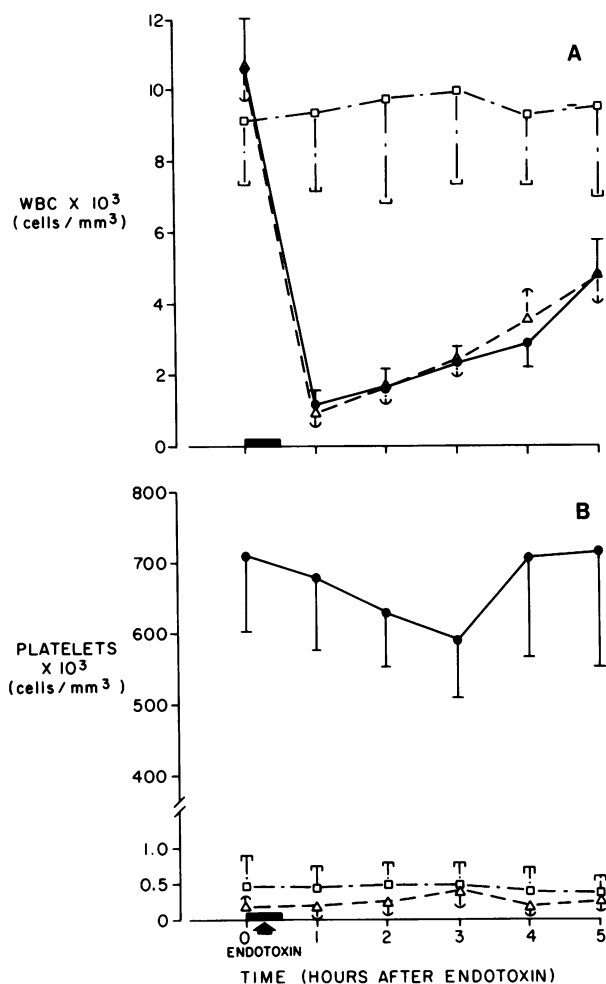 A
12
10
8
6
4
2
0
WBC X 10³
(cells / mm³)
B
800
700
600
500
400
1.0
0.5
0
PLATELETS
X 10³
(cells / mm³)
0 1 2 3 4 5
ENDOTOXIN
TIME (HOURS AFTER ENDOTOXIN)